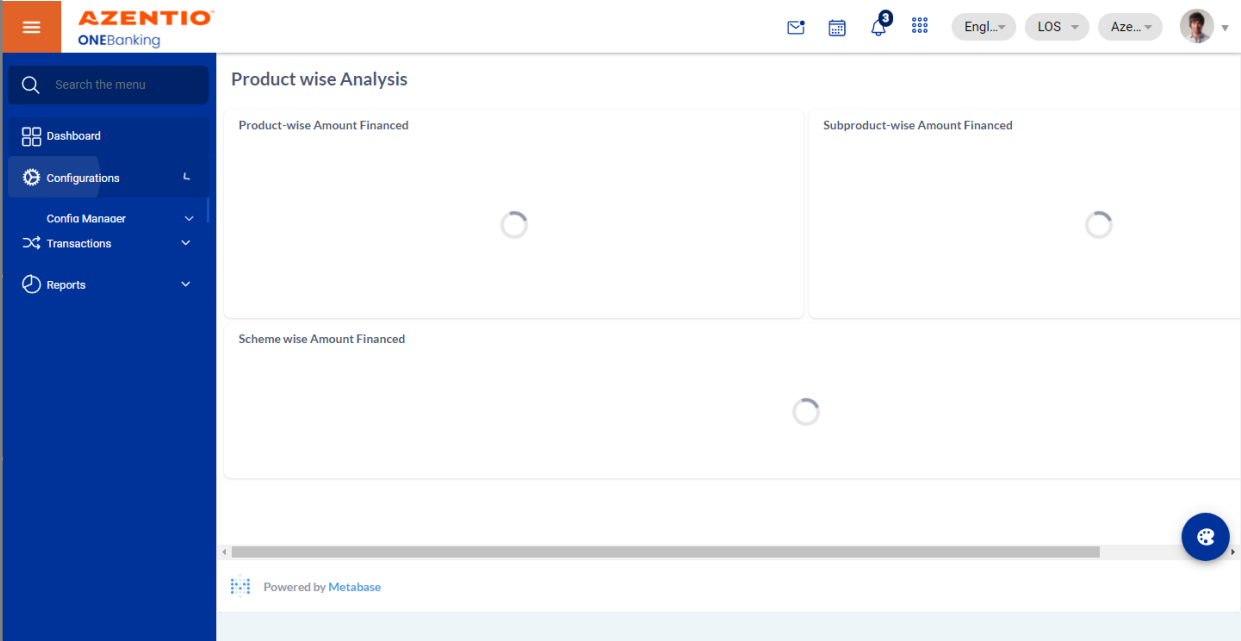 AZENTIO™
ONEBanking
3
Engl...
LOS
Aze...
Search the menu
Dashboard
Configurations
Config Manager
Transactions
Reports
Product wise Analysis
Product-wise Amount Financed
Subproduct-wise Amount Financed
Scheme wise Amount Financed
Powered by Metabase